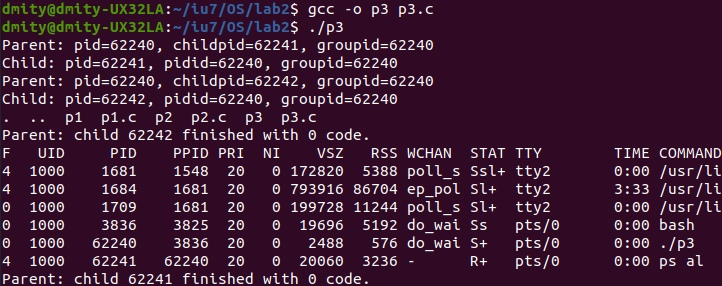 dmity@dmity-UX32LA:~/iu7/OS/lab2$ gcc -o p3 p3.c
dmity@dmity-UX32LA:~/iu7/OS/lab2$ ./p3
Parent: pid=62240, childpid=62241, groupid=62240
Child: pid=62241, pidid=62240, groupid=62240
Parent: pid=62240, childpid=62242, groupid=62240
Child: pid=62242, pidid=62240, groupid=62240
.  ..  p1  p1.c  p2  p2.c  p3  p3.c
Parent: child 62242 finished with 0 code.
F   UID     PID    PPID PRI  NI    VSZ   RSS WCHAN  STAT TTY        TIME COMMAND
4  1000    1681    1548  20   0 172820  5388 poll_s Ssl+ tty2       0:00 /usr/li
4  1000    1684    1681  20   0 793916 86704 ep_pol Sl+  tty2       3:33 /usr/li
0  1000    1709    1681  20   0 199728 11244 poll_s Sl+  tty2       0:00 /usr/li
0  1000    3836    3825  20   0  19696  5192 do_wai Ss   pts/0      0:00 bash
0  1000   62240    3836  20   0   2488   576 do_wai S+   pts/0      0:00 ./p3
4  1000   62241   62240  20   0  20060  3236 -      R+   pts/0      0:00 ps al
Parent: child 62241 finished with 0 code.